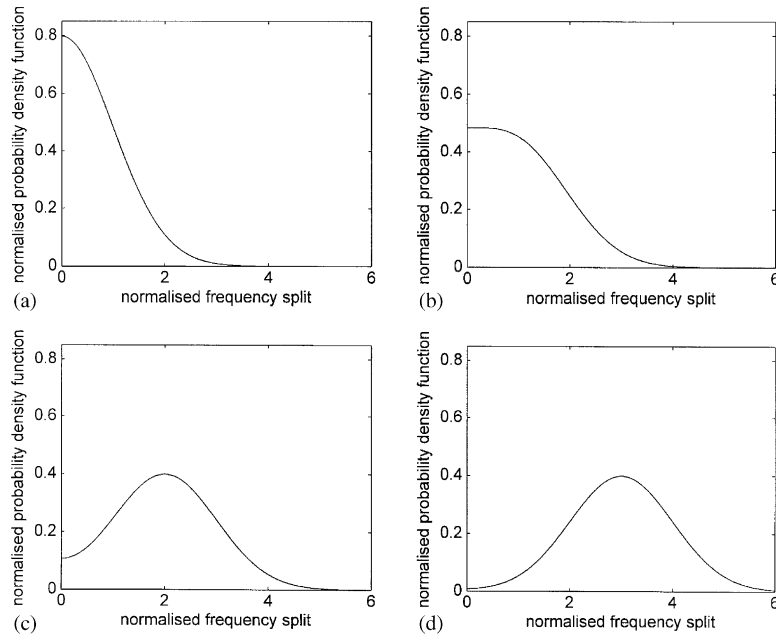 normalised probability density function
0.8
0.6
0.4
0.2
0
0 2 4 6
normalised frequency split
(a)
normalised probability density function
0.8
0.6
0.4
0.2
0
0 2 4 6
normalised frequency split
(b)
normalised probability density function
0.8
0.6
0.4
0.2
0
0 2 4 6
normalised frequency split
(c)
normalised probability density function
0.8
0.6
0.4
0.2
0
0 2 4 6
normalised frequency split
(d)